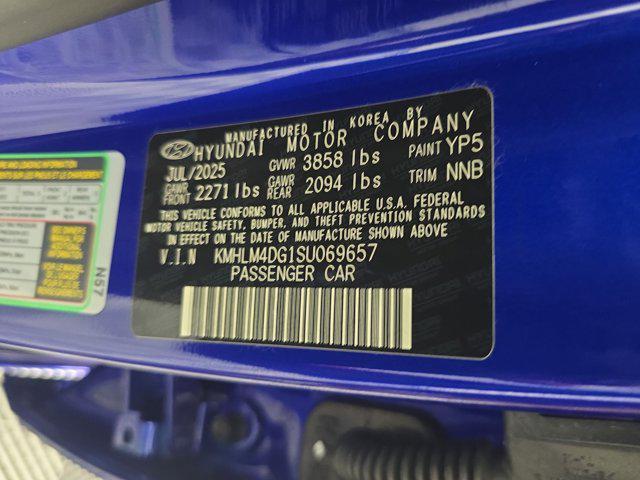 MANUFACTURED IN KOREA BY
HYUNDAI MOTOR COMPANY
JUL/2025 GVWR 3858 lbs PAINT YP5
GAWR FRONT 2271 lbs GAWR REAR 2094 lbs TRIM NNB
THIS VEHICLE CONFORMS TO ALL APPLICABLE U.S.A. FEDERAL
MOTOR VEHICLE SAFETY, BUMPER, AND THEFT PREVENTION STANDARDS
IN EFFECT ON THE DATE OF MANUFACTURE SHOWN ABOVE
V.I.N KMHLM4DG1SU069657
PASSENGER CAR
N57